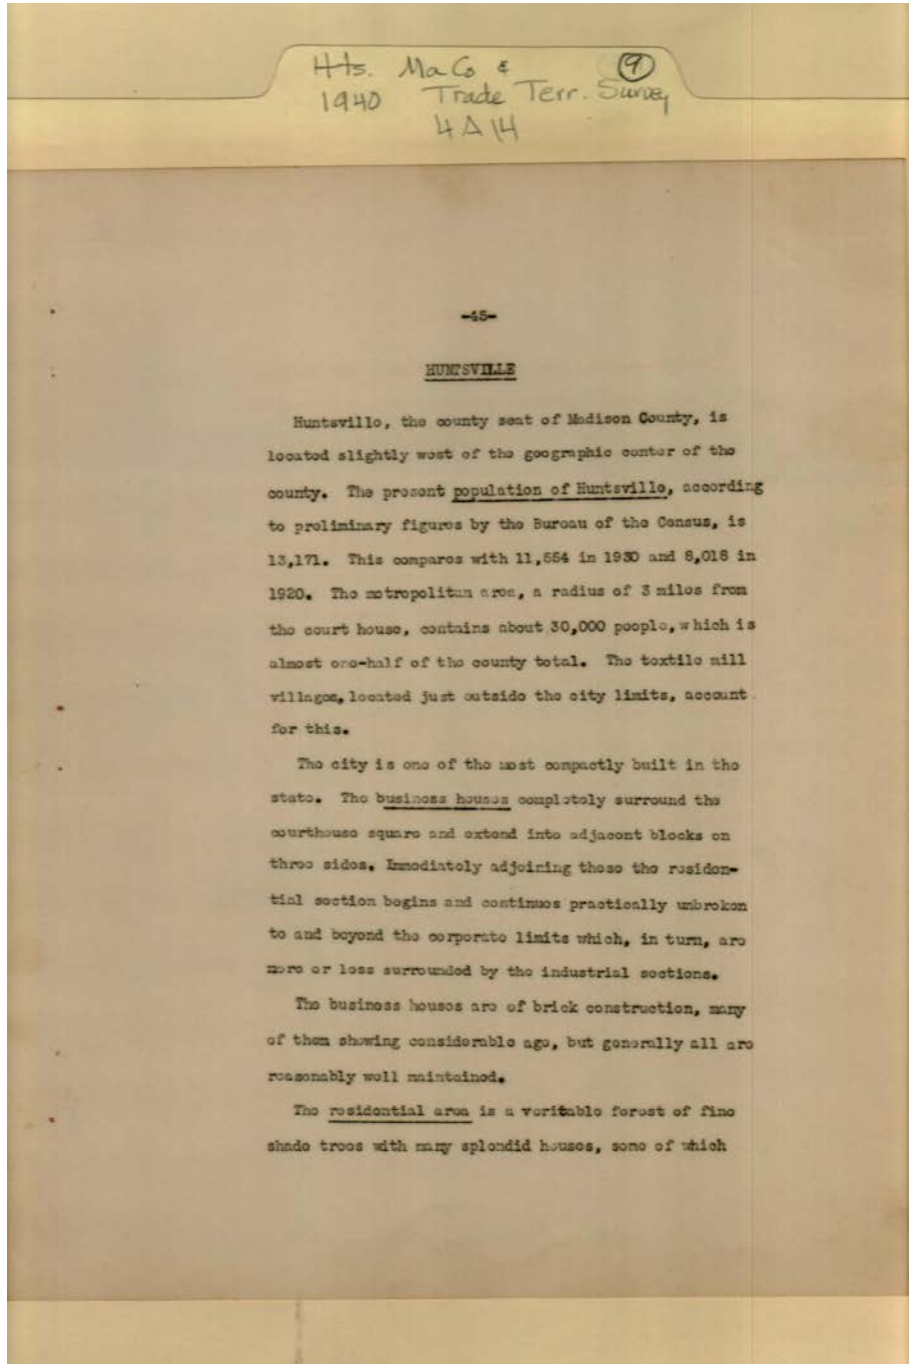 Hts. MaCo & 9
1940 Trade Terr. Survey
4 A 14
-45-
HUNTSVILLE
Huntsville, the county seat of Madison County, is
located slightly west of the geographic center of the
county. The present population of Huntsville, according
to preliminary figures by the Bureau of the Census, is
13,171. This compares with 11,554 in 1930 and 8,018 in
1920. The metropolitan area, a radius of 3 miles from
the court house, contains about 30,000 people, which is
almost one-half of the county total. The textile mill
villages, located just outside the city limits, account
for this.
The city is one of the most compactly built in the
state. The business houses completely surround the
courthouse square and extend into adjacent blocks on
three sides. Immediately adjoining these the residen-
tial section begins and continues practically unbroken
to and beyond the corporate limits which, in turn, are
more or less surrounded by the industrial sections.
The business houses are of brick construction, many
of them showing considerable age, but generally all are
reasonably well maintained.
The residential area is a veritable forest of fine
shade trees with many splendid houses, some of which